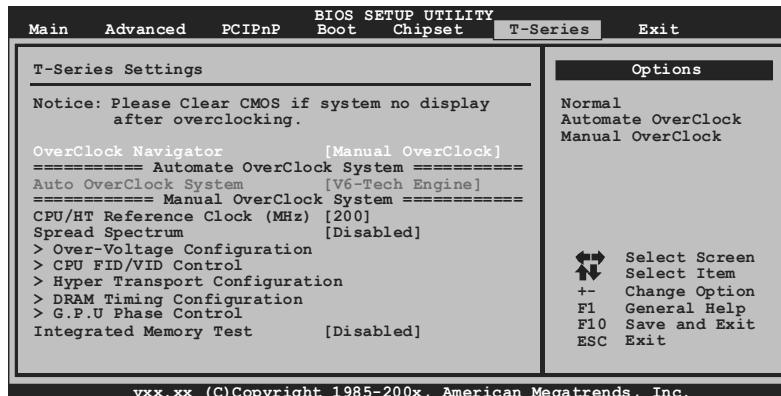 BIOS SETUP UTILITY
Main Advanced PCIPnP Boot Chipset T-Series Exit
T-Series Settings
Notice: Please Clear CMOS if system no display
after overclocking.
OverClock Navigator [Manual OverClock]
=========== Automate OverClock System ===========
Auto OverClock System [V6-Tech Engine]
============ Manual OverClock System ============
CPU/HT Reference Clock (MHz) [200]
Spread Spectrum [Disabled]
> Over-Voltage Configuration
> CPU FID/VID Control
> Hyper Transport Configuration
> DRAM Timing Configuration
> G.P.U Phase Control
Integrated Memory Test [Disabled]
Options
Normal
Automate OverClock
Manual OverClock
Select Screen
Select Item
+- Change Option
F1 General Help
F10 Save and Exit
ESC Exit
vxx.xx (C)Copyright 1985-200x, American Megatrends, Inc.